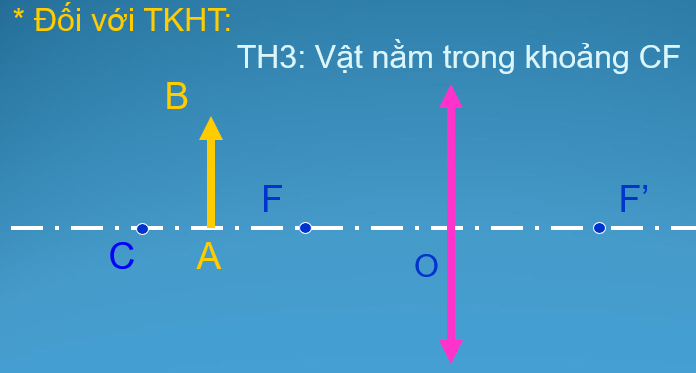 * Đối với TKHT:
TH3: Vật nằm trong khoảng CF
B
F
F’
C
A
O